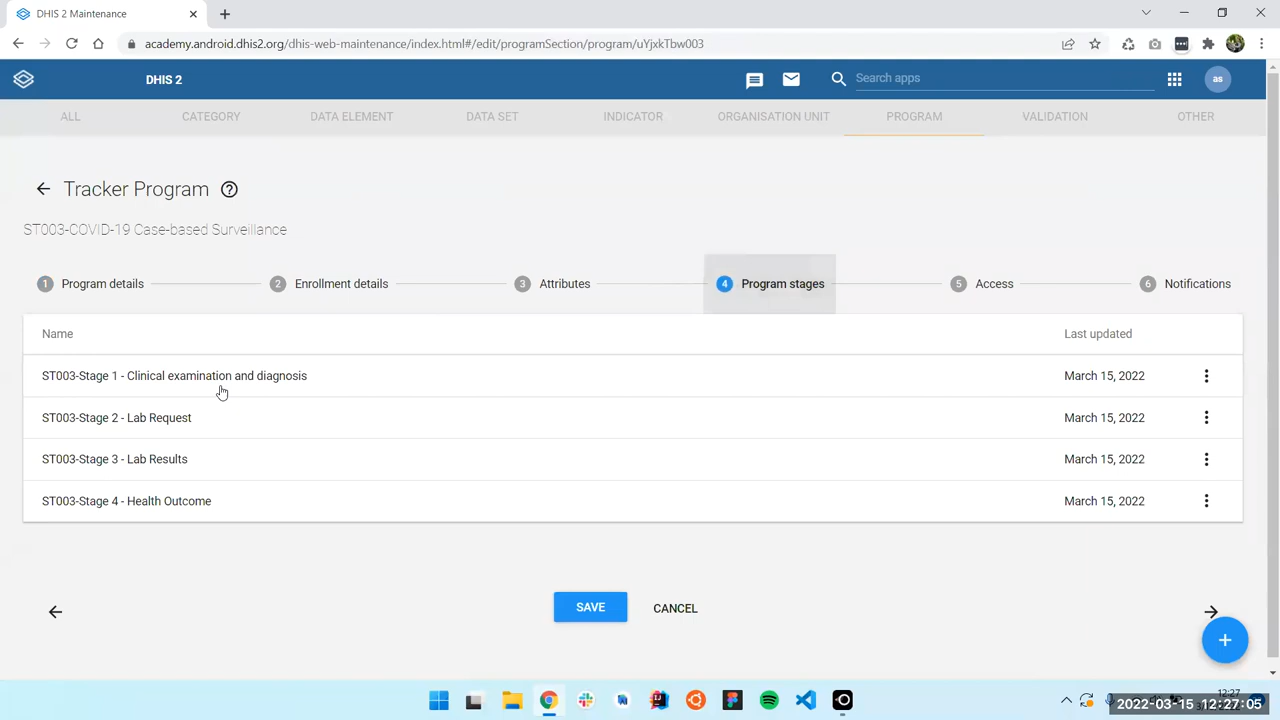 DHIS 2 Maintenance
academy.android.dhis2.org/dhis-web-maintenance/index.html#/edit/programSection/program/uYjxkTbw003
DHIS 2
Search apps
as
ALL
CATEGORY
DATA ELEMENT
DATA SET
INDICATOR
ORGANISATION UNIT
PROGRAM
VALIDATION
OTHER
Tracker Program
ST003-COVID-19 Case-based Surveillance
1 Program details
2 Enrollment details
3 Attributes
4 Program stages
5 Access
6 Notifications
Name
Last updated
ST003-Stage 1 - Clinical examination and diagnosis
March 15, 2022
ST003-Stage 2 - Lab Request
March 15, 2022
ST003-Stage 3 - Lab Results
March 15, 2022
ST003-Stage 4 - Health Outcome
March 15, 2022
SAVE
CANCEL
12:27
2022-03-15 12:27:05